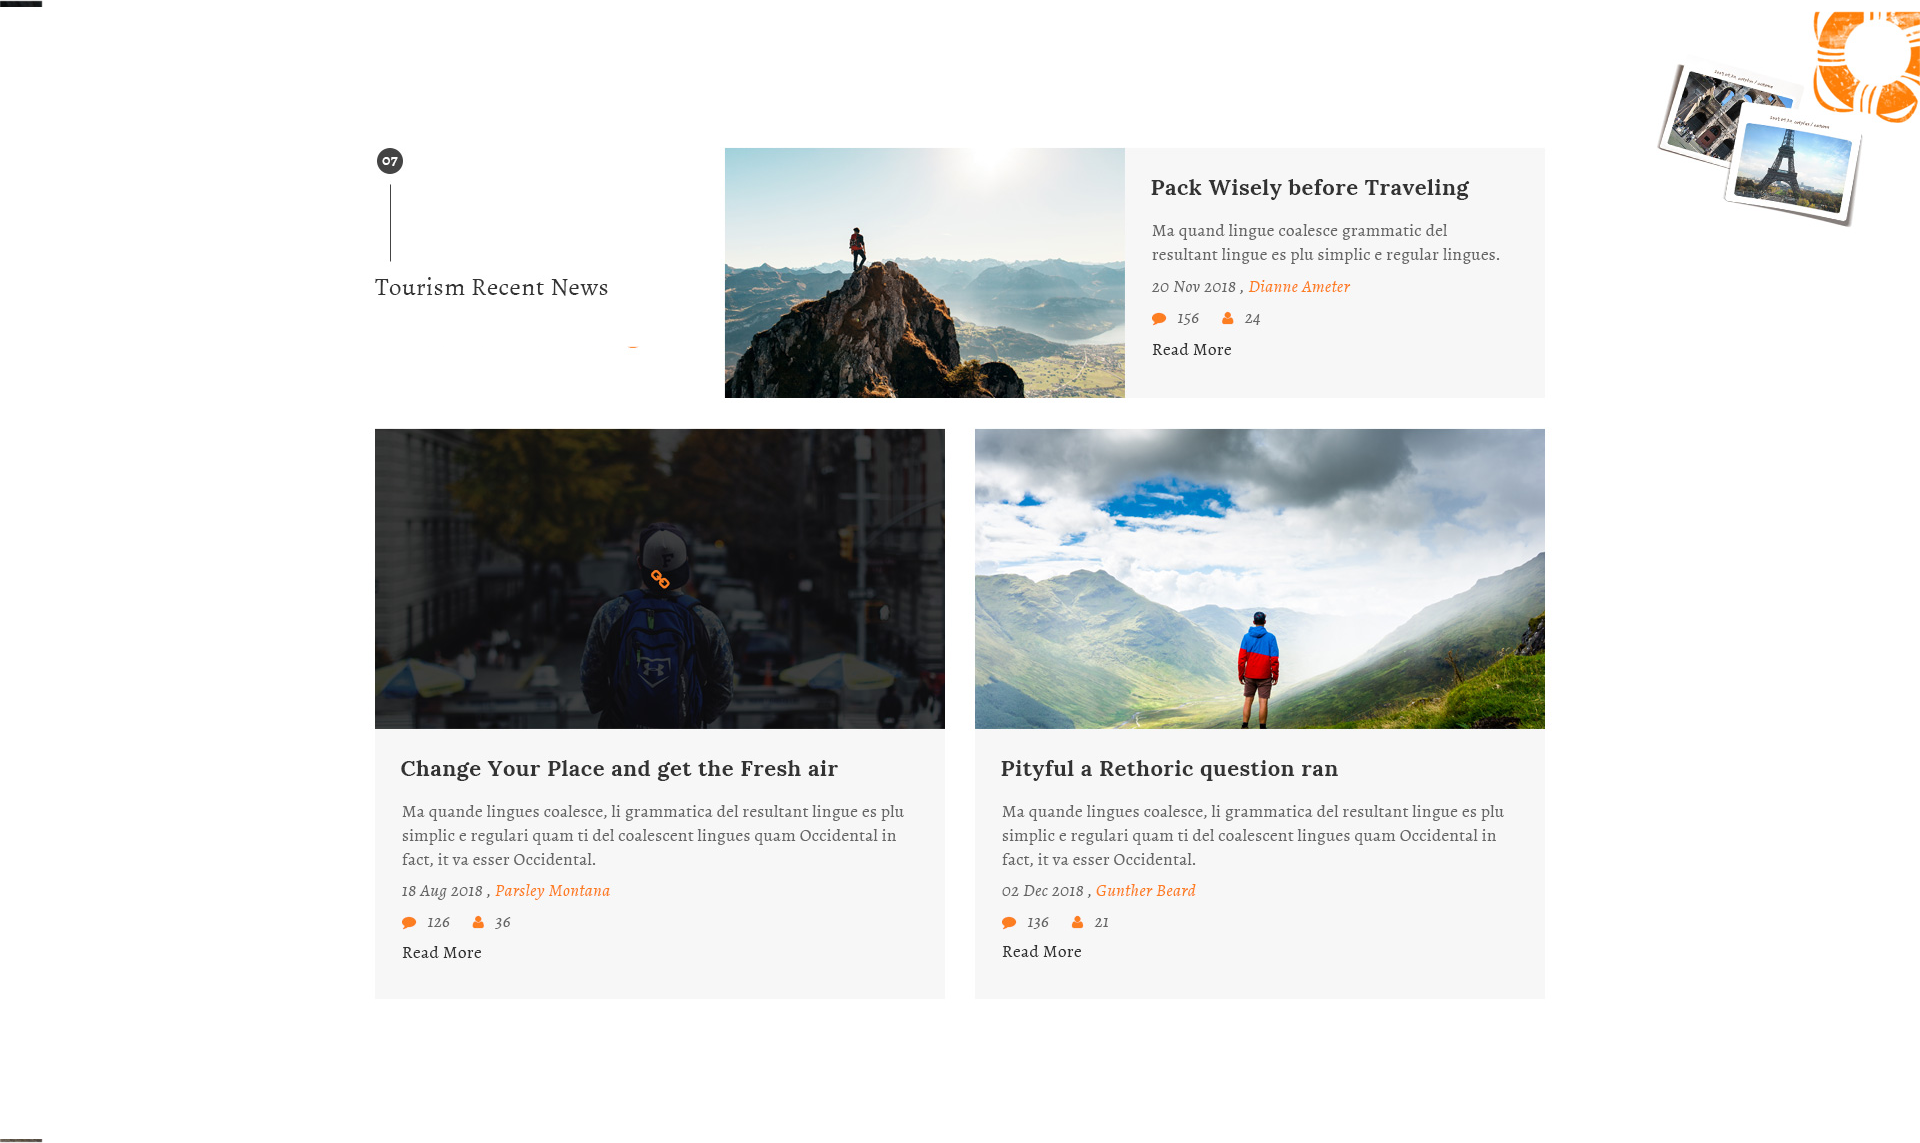 07
Tourism Recent News
Pack Wisely before Traveling
Ma quand lingue coalesce grammatic del
resultant lingue es plu simplic e regular lingues.
20 Nov 2018 , Dianne Ameter
156 24
Read More
Change Your Place and get the Fresh air
Ma quande lingues coalesce, li grammatica del resultant lingue es plu
simplic e regulari quam ti del coalescent lingues quam Occidental in
fact, it va esser Occidental.
18 Aug 2018 , Parsley Montana
126 36
Read More
Pityful a Rethoric question ran
Ma quande lingues coalesce, li grammatica del resultant lingue es plu
simplic e regulari quam ti del coalescent lingues quam Occidental in
fact, it va esser Occidental.
02 Dec 2018 , Gunther Beard
136 21
Read More